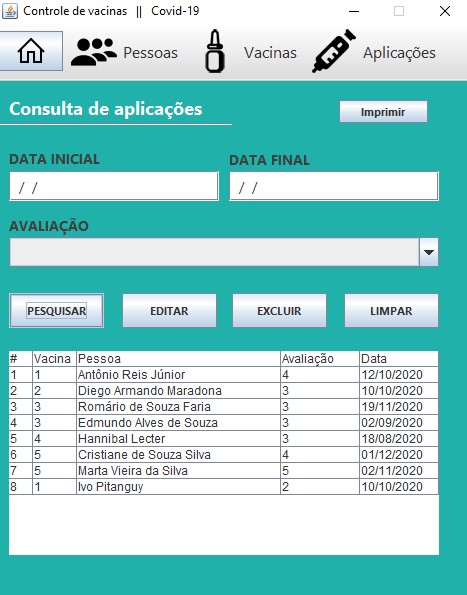 Controle de vacinas || Covid-19
Pessoas Vacinas Aplicações
Consulta de aplicações
Imprimir
DATA INICIAL DATA FINAL
/ / / /
AVALIAÇÃO
PESQUISAR EDITAR EXCLUIR LIMPAR
# Vacina Pessoa Avaliação Data
1 1 Antônio Reis Júnior 4 12/10/2020
2 2 Diego Armando Maradona 3 10/10/2020
3 3 Romário de Souza Faria 3 19/11/2020
4 3 Edmundo Alves de Souza 3 02/09/2020
5 4 Hannibal Lecter 3 18/08/2020
6 5 Cristiane de Souza Silva 4 01/12/2020
7 5 Marta Vieira da Silva 5 02/11/2020
8 1 Ivo Pitanguy 2 10/10/2020